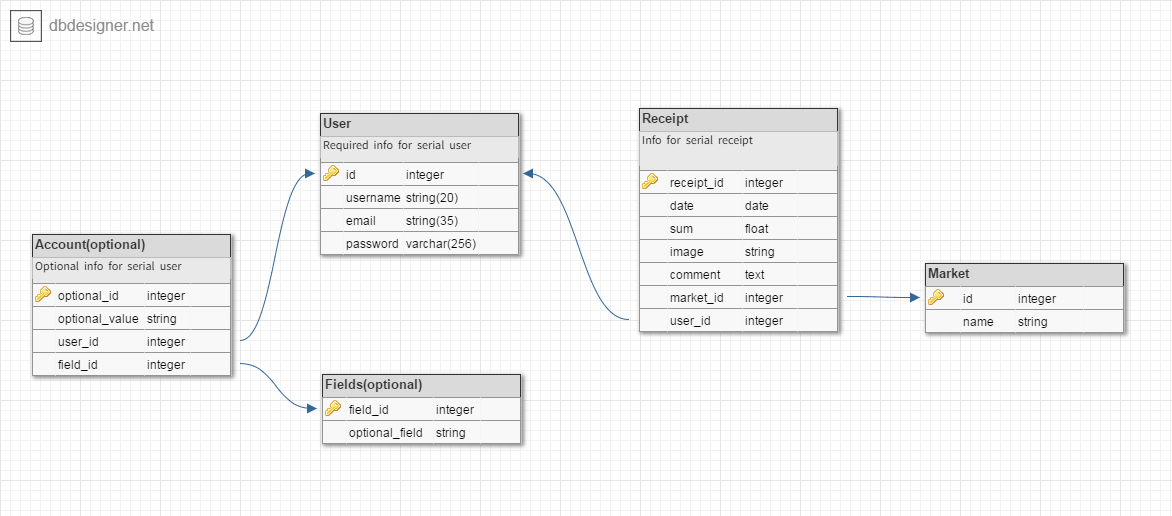 dbdesigner.net
User
Required info for serial user
id integer
username string(20)
email string(35)
password varchar(256)
Receipt
Info for serial receipt
receipt_id integer
date date
sum float
image string
comment text
market_id integer
user_id integer
Account(optional)
Optional info for serial user
optional_id integer
optional_value string
user_id integer
field_id integer
Market
id integer
name string
Fields(optional)
field_id integer
optional_field string